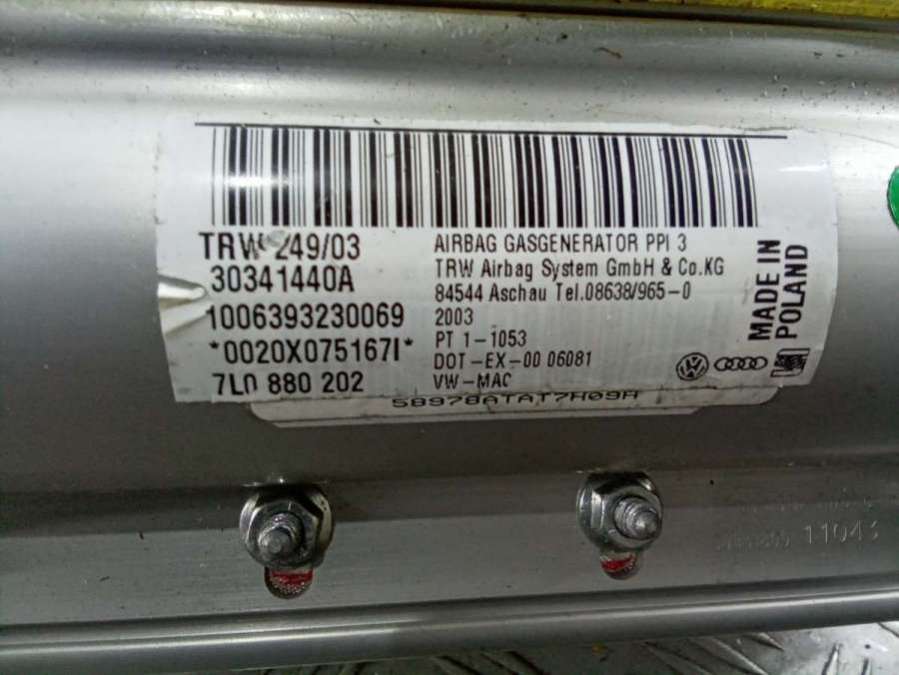 TRW 249/03
30341440A
1006393230069
*0020X075167I*
7L0 880 202
AIRBAG GASGENERATOR PPI 3
TRW Airbag System GmbH & Co.KG
84544 Aschau Tel.08638/965-0
2003
PT 1-1053
DOT-EX-00 06081
VW-MAC
MADE IN
POLAND
58978ATAT7H09H
11043